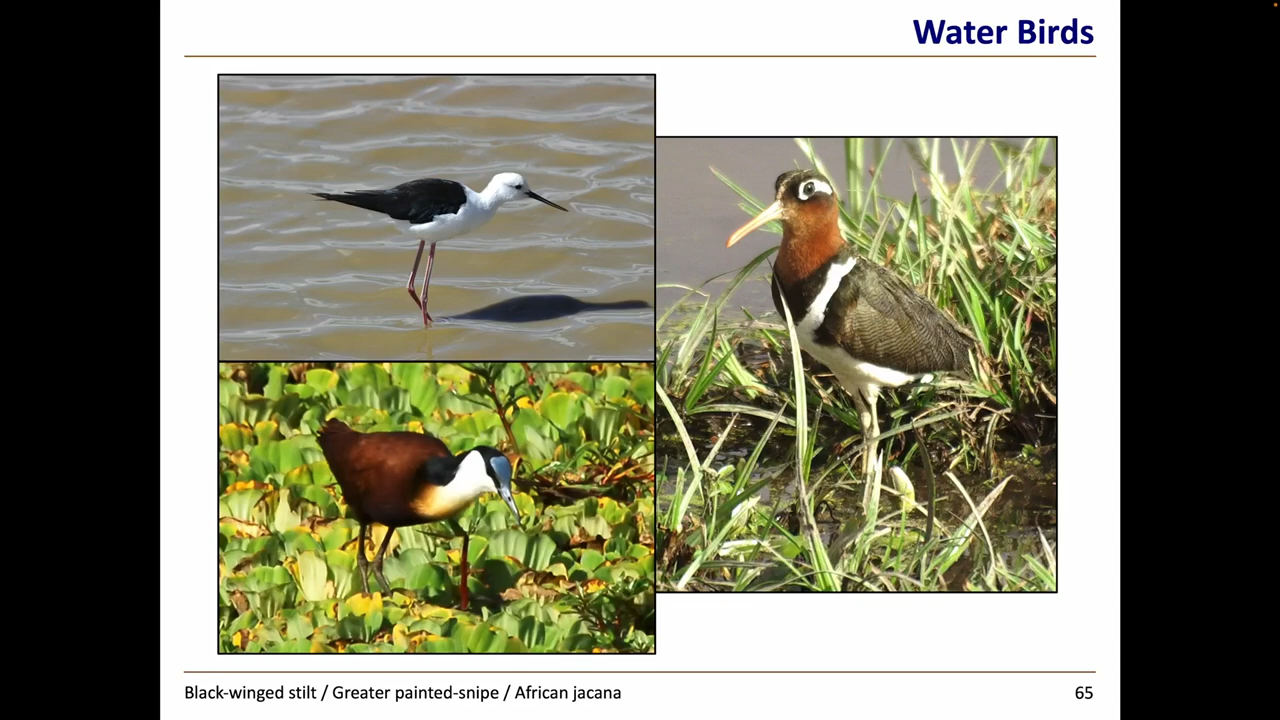 Water Birds
Black-winged stilt / Greater painted-snipe / African jacana
65